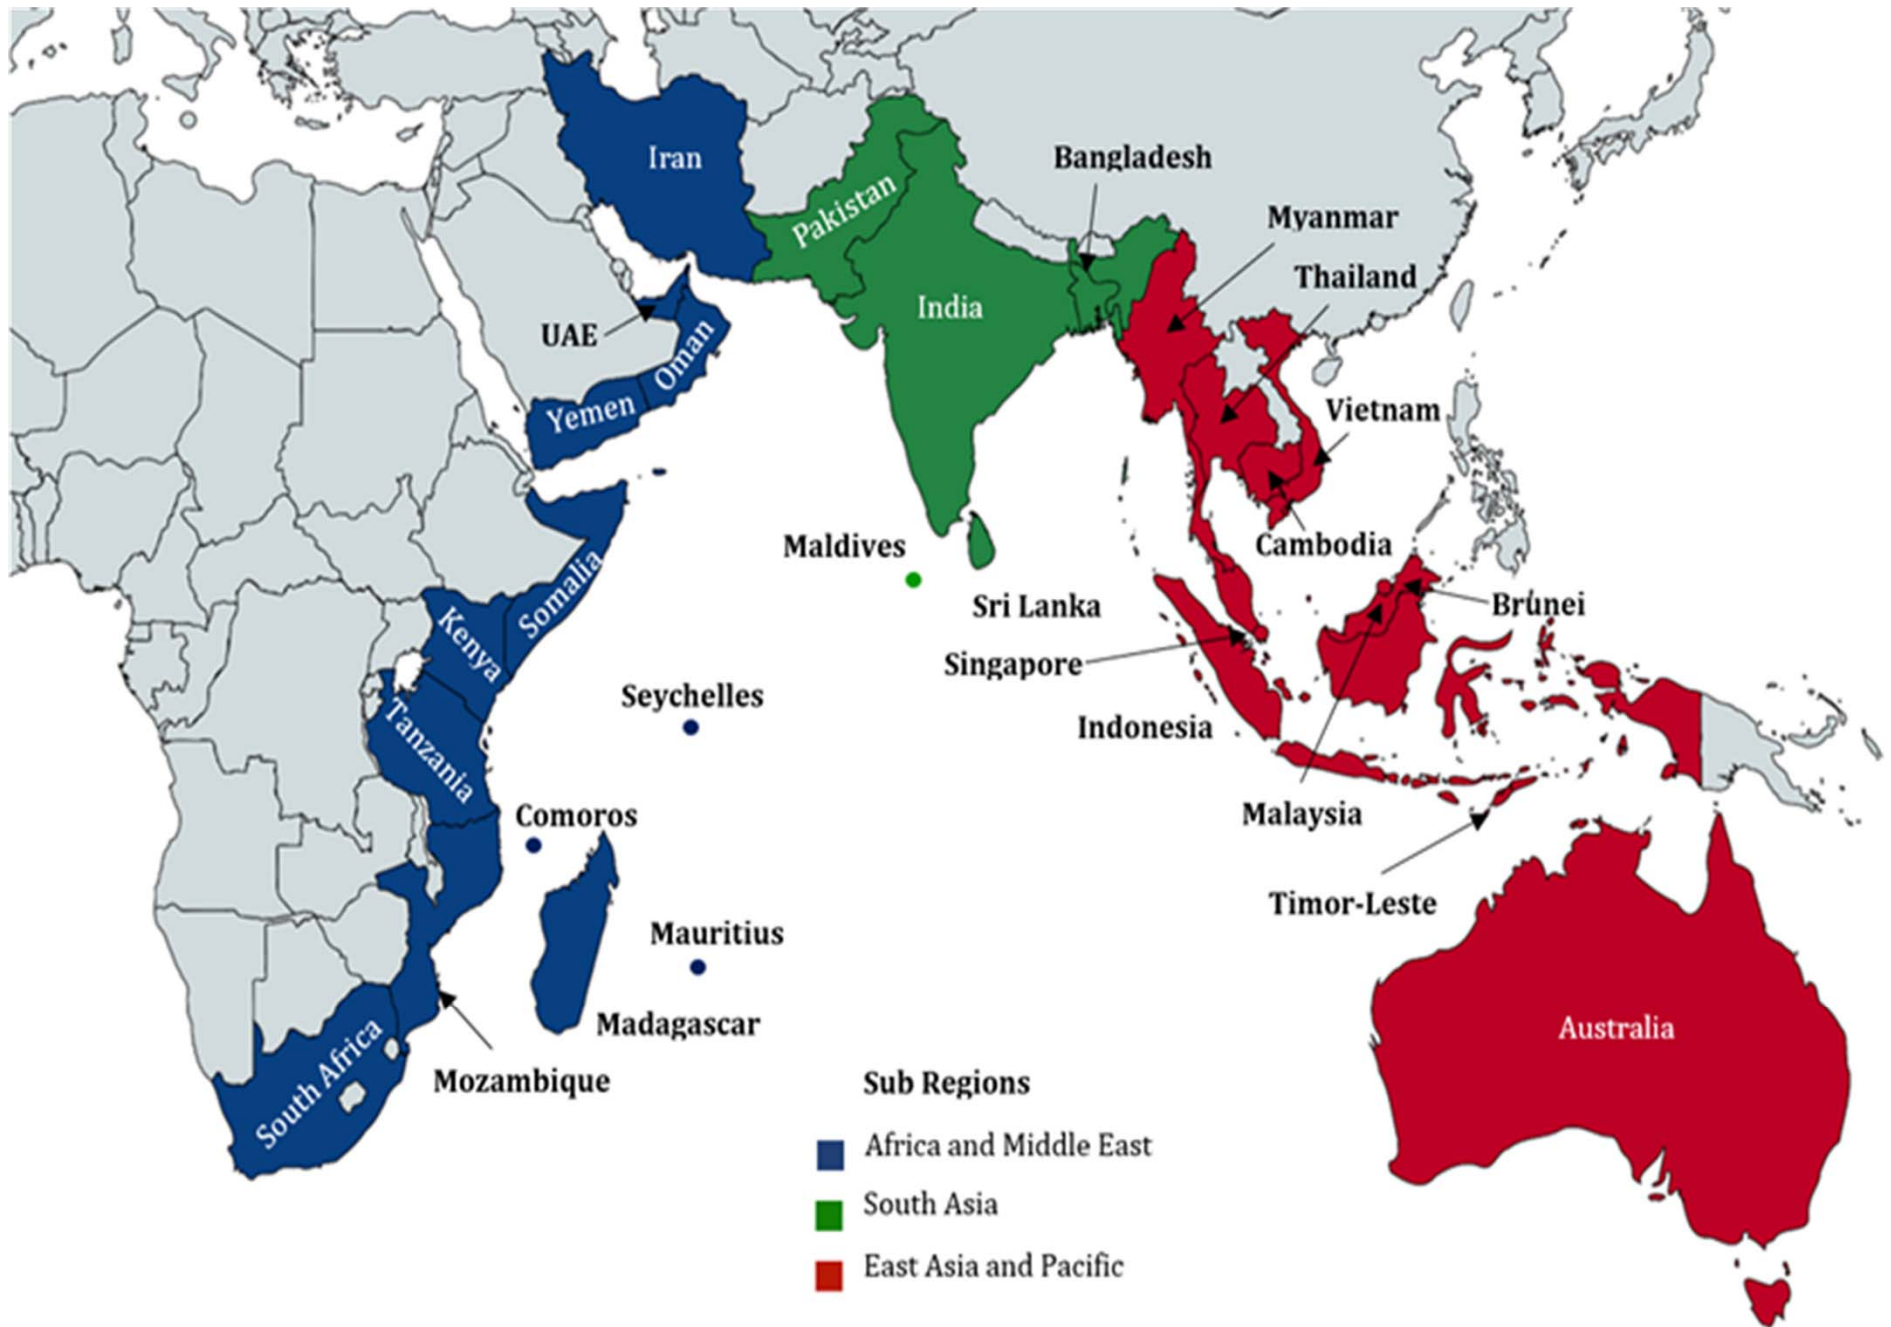 Iran
Bangladesh
Pakistan
Myanmar
Thailand
India
UAE
Oman
Yemen
Vietnam
Maldives
Cambodia
Somalia
Sri Lanka
Brunei
Kenya
Singapore
Seychelles
Indonesia
Tanzania
Comoros
Malaysia
Timor-Leste
Mauritius
Madagascar
Australia
South Africa
Mozambique
Sub Regions
Africa and Middle East
South Asia
East Asia and Pacific